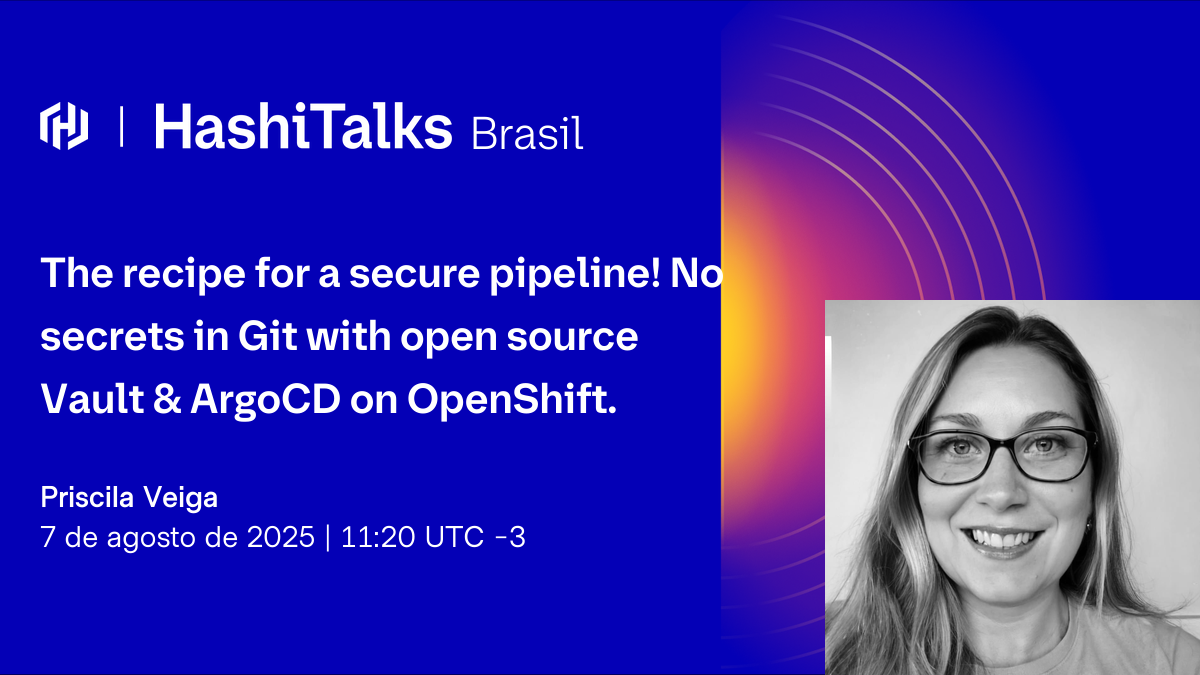 HashiTalks Brasil
The recipe for a secure pipeline! No
secrets in Git with open source
Vault & ArgoCD on OpenShift.
Priscila Veiga
7 de agosto de 2025 | 11:20 UTC -3